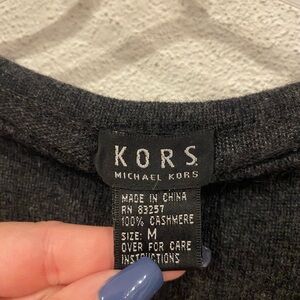 KORS
MICHAEL KORS
MADE IN CHINA
RN 83257
100% CASHMERE
SIZE: M
OVER FOR CARE
INSTRUCTIONS